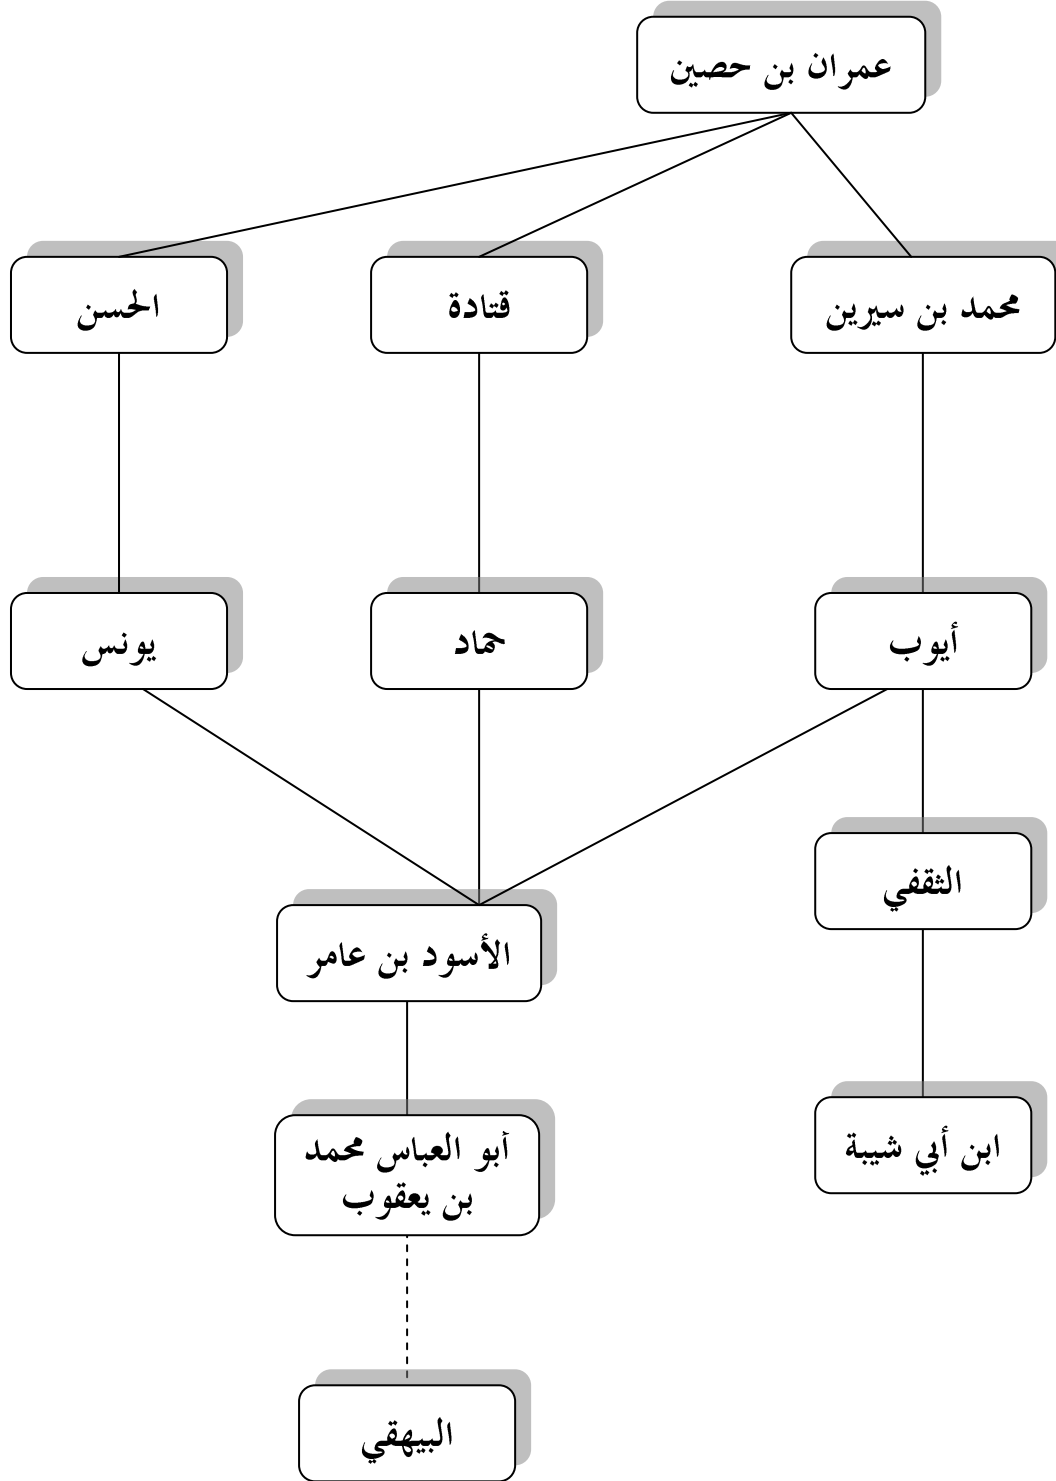 عمران بن حصين
محمد بن سيرين
قتادة
الحسن
أيوب
حماد
يونس
الثقفي
الأسود بن عامر
ابن أبي شيبة
أبو العباس محمد
بن يعقوب
البيهقي